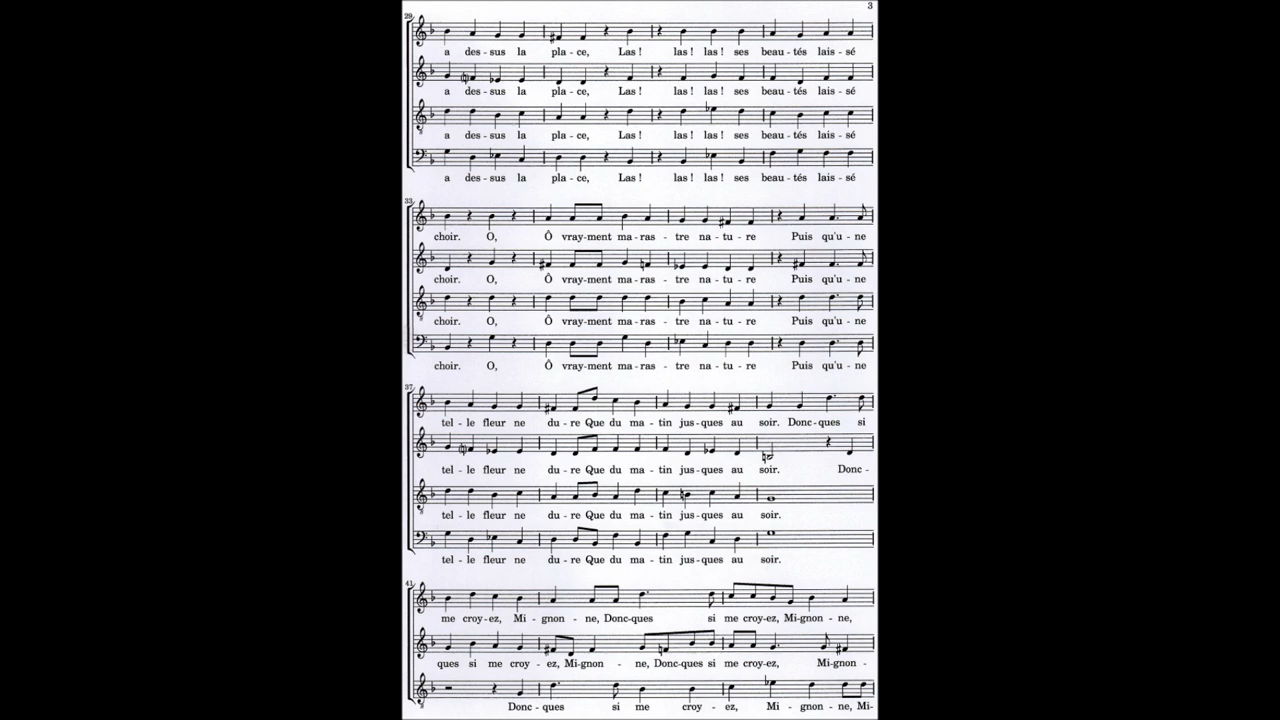 3
29
a des - sus la pla - ce, Las ! las ! las ! ses beau - tés lais - sé
a des - sus la pla - ce, Las ! las ! las ! ses beau - tés lais - sé
a des - sus la pla - ce, Las ! las ! las ! ses beau - tés lais - sé
a des - sus la pla - ce, Las ! las ! las ! ses beau - tés lais - sé
33
choir. O, Ô vray-ment ma - ras - tre na - tu - re Puis qu'u - ne
choir. O, Ô vray-ment ma - ras - tre na - tu - re Puis qu'u - ne
choir. O, Ô vray-ment ma - ras - tre na - tu - re Puis qu'u - ne
choir. O, Ô vray-ment ma - ras - tre na - tu - re Puis qu'u - ne
37
tel - le fleur ne du - re Que du ma - tin jus - ques au soir. Donc - ques si
tel - le fleur ne du - re Que du ma - tin jus - ques au soir. Donc -
tel - le fleur ne du - re Que du ma - tin jus - ques au soir.
tel - le fleur ne du - re Que du ma - tin jus - ques au soir.
41
me croy - ez, Mi - gnon - ne, Donc-ques si me croy - ez, Mi - gnon - ne,
ques si me croy - ez, Mi - gnon - ne, Donc - ques si me croy - ez, Mi - gnon -
Donc - ques si me croy - ez, Mi - gnon - ne, Mi-